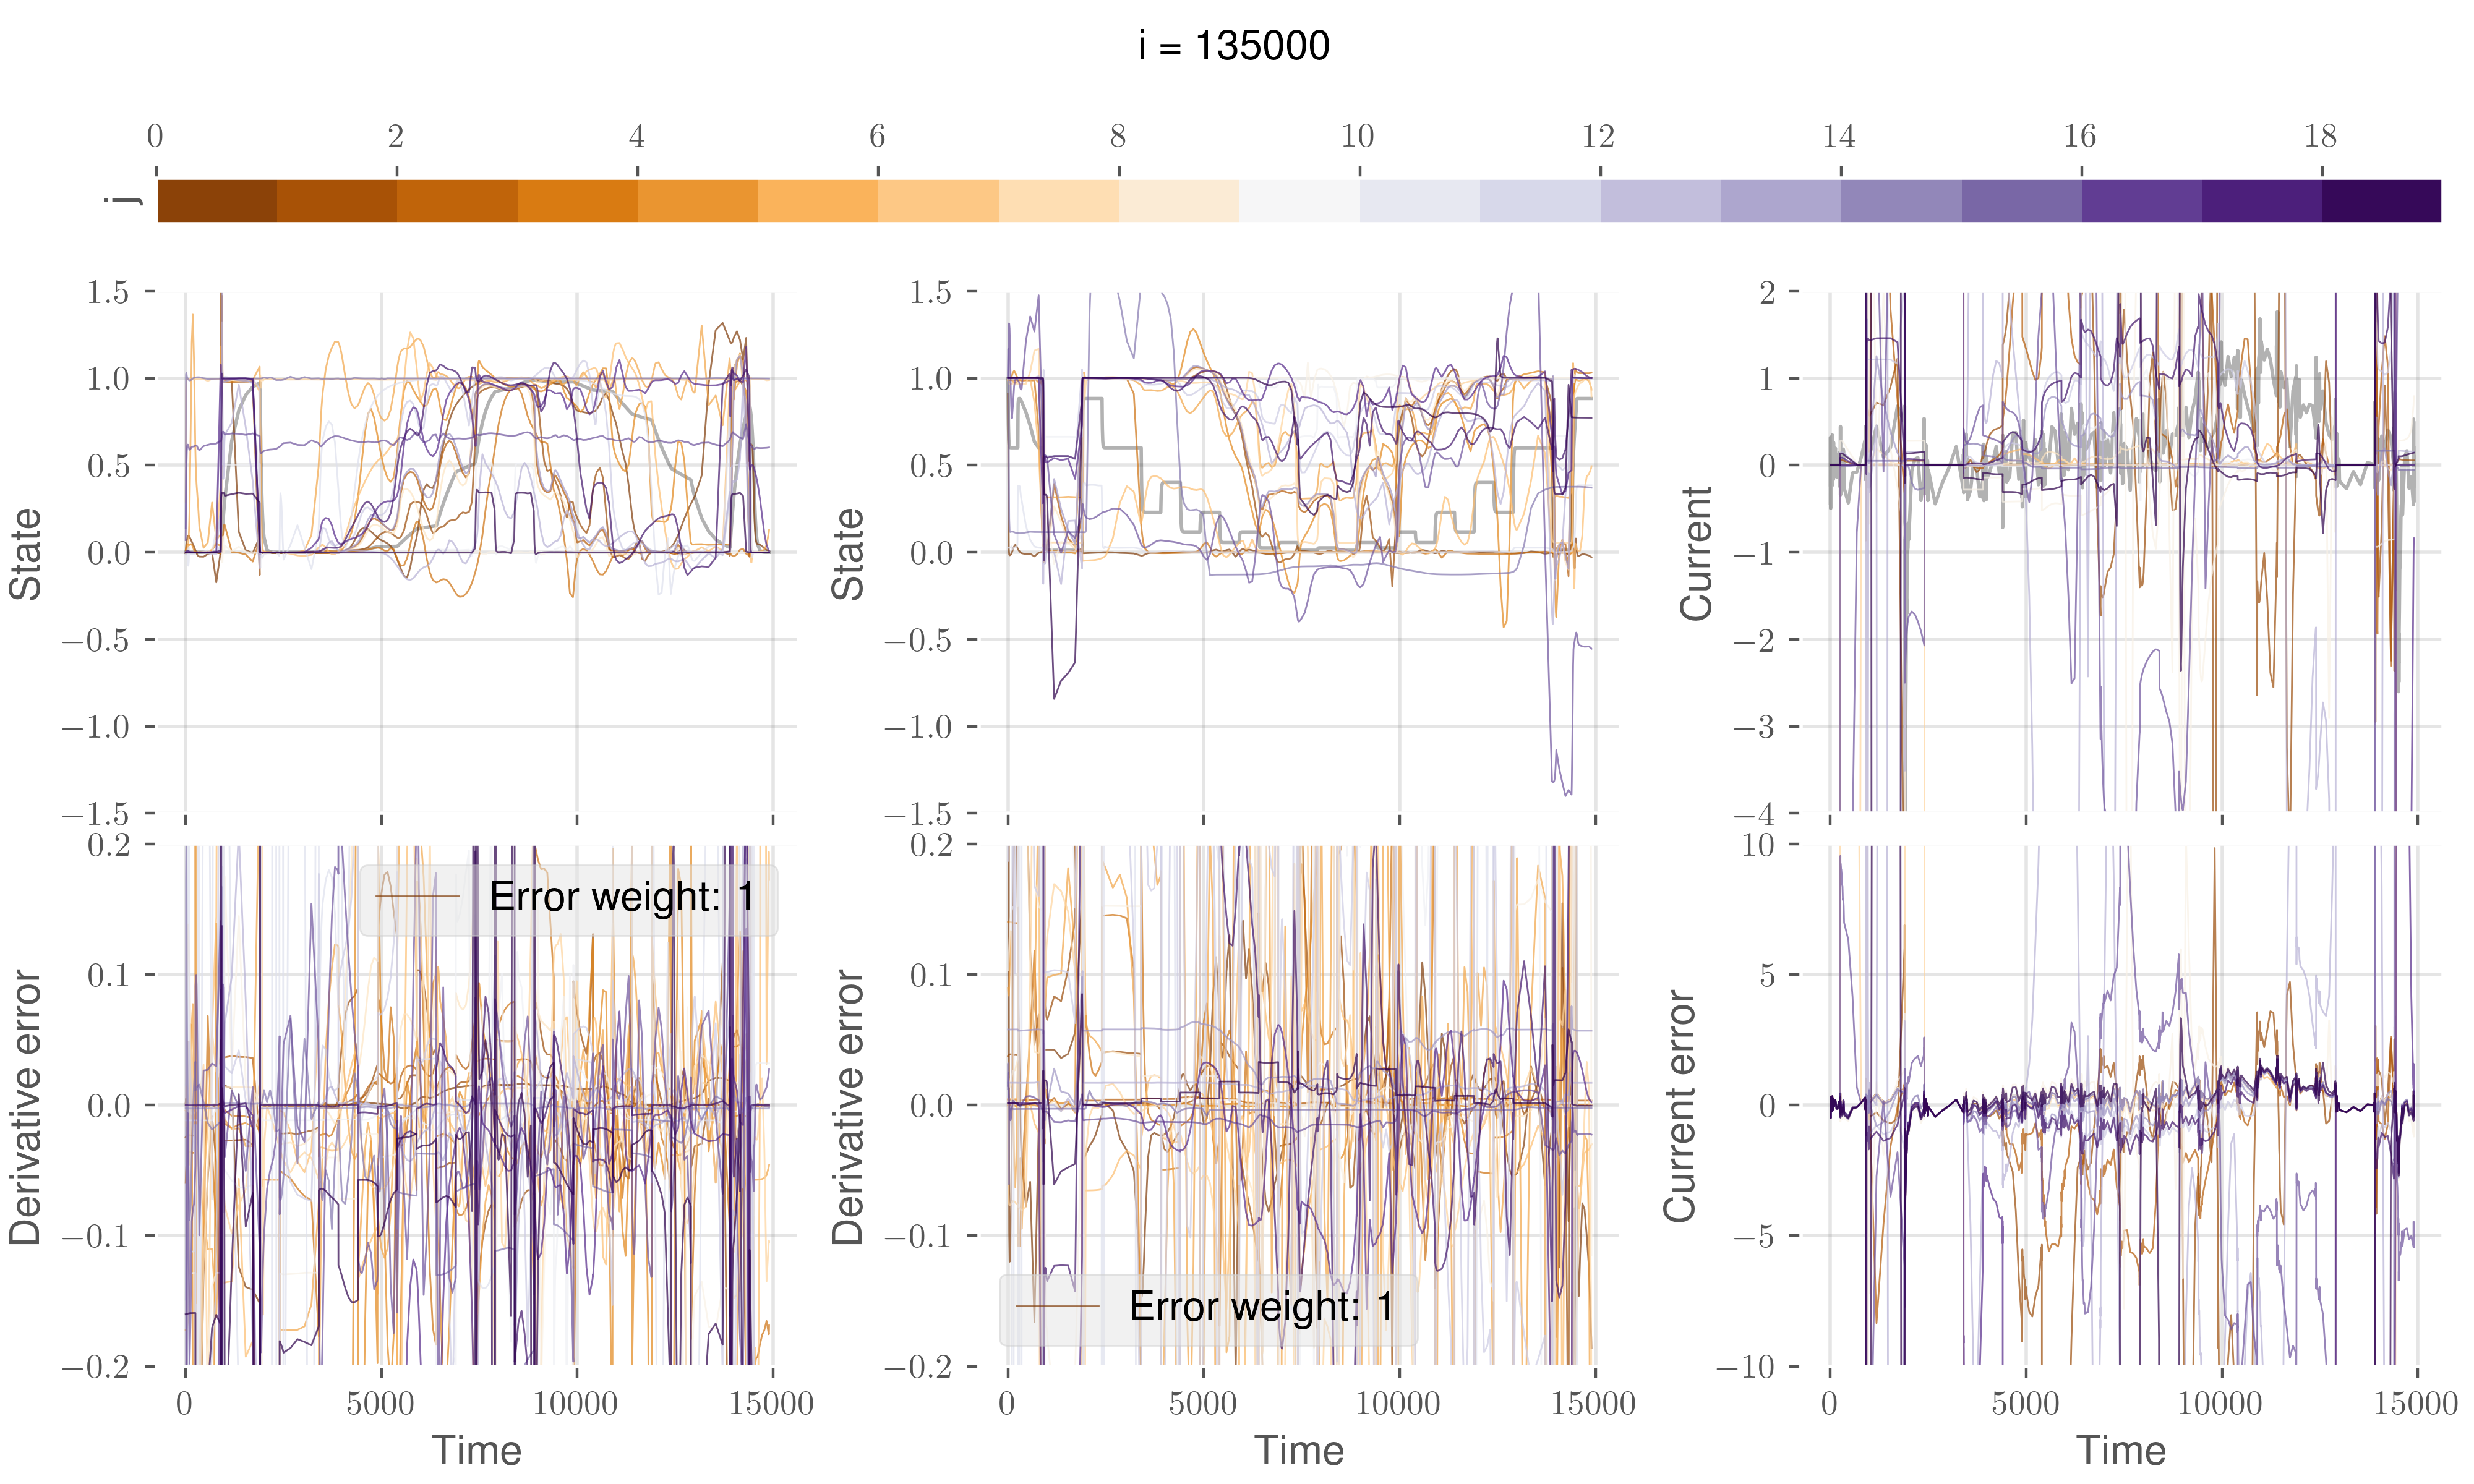 i = 135000
0 2 4 6 8 10 12 14 16 18
j
1.5 1.5 2
1.0 1.0 1
0.5 0.5 0
0.0 0.0 −1
−0.5 −0.5 −2
−1.0 −1.0 −3
−1.5 −1.5 −4
State State Current
0.2 0.2 10
Error weight: 1
0.1 0.1 5
0.0 0.0 0
−0.1 −0.1 −5
Error weight: 1
−0.2 −0.2 −10
Derivative error Derivative error Current error
0 5000 10000 15000 0 5000 10000 15000 0 5000 10000 15000
Time Time Time